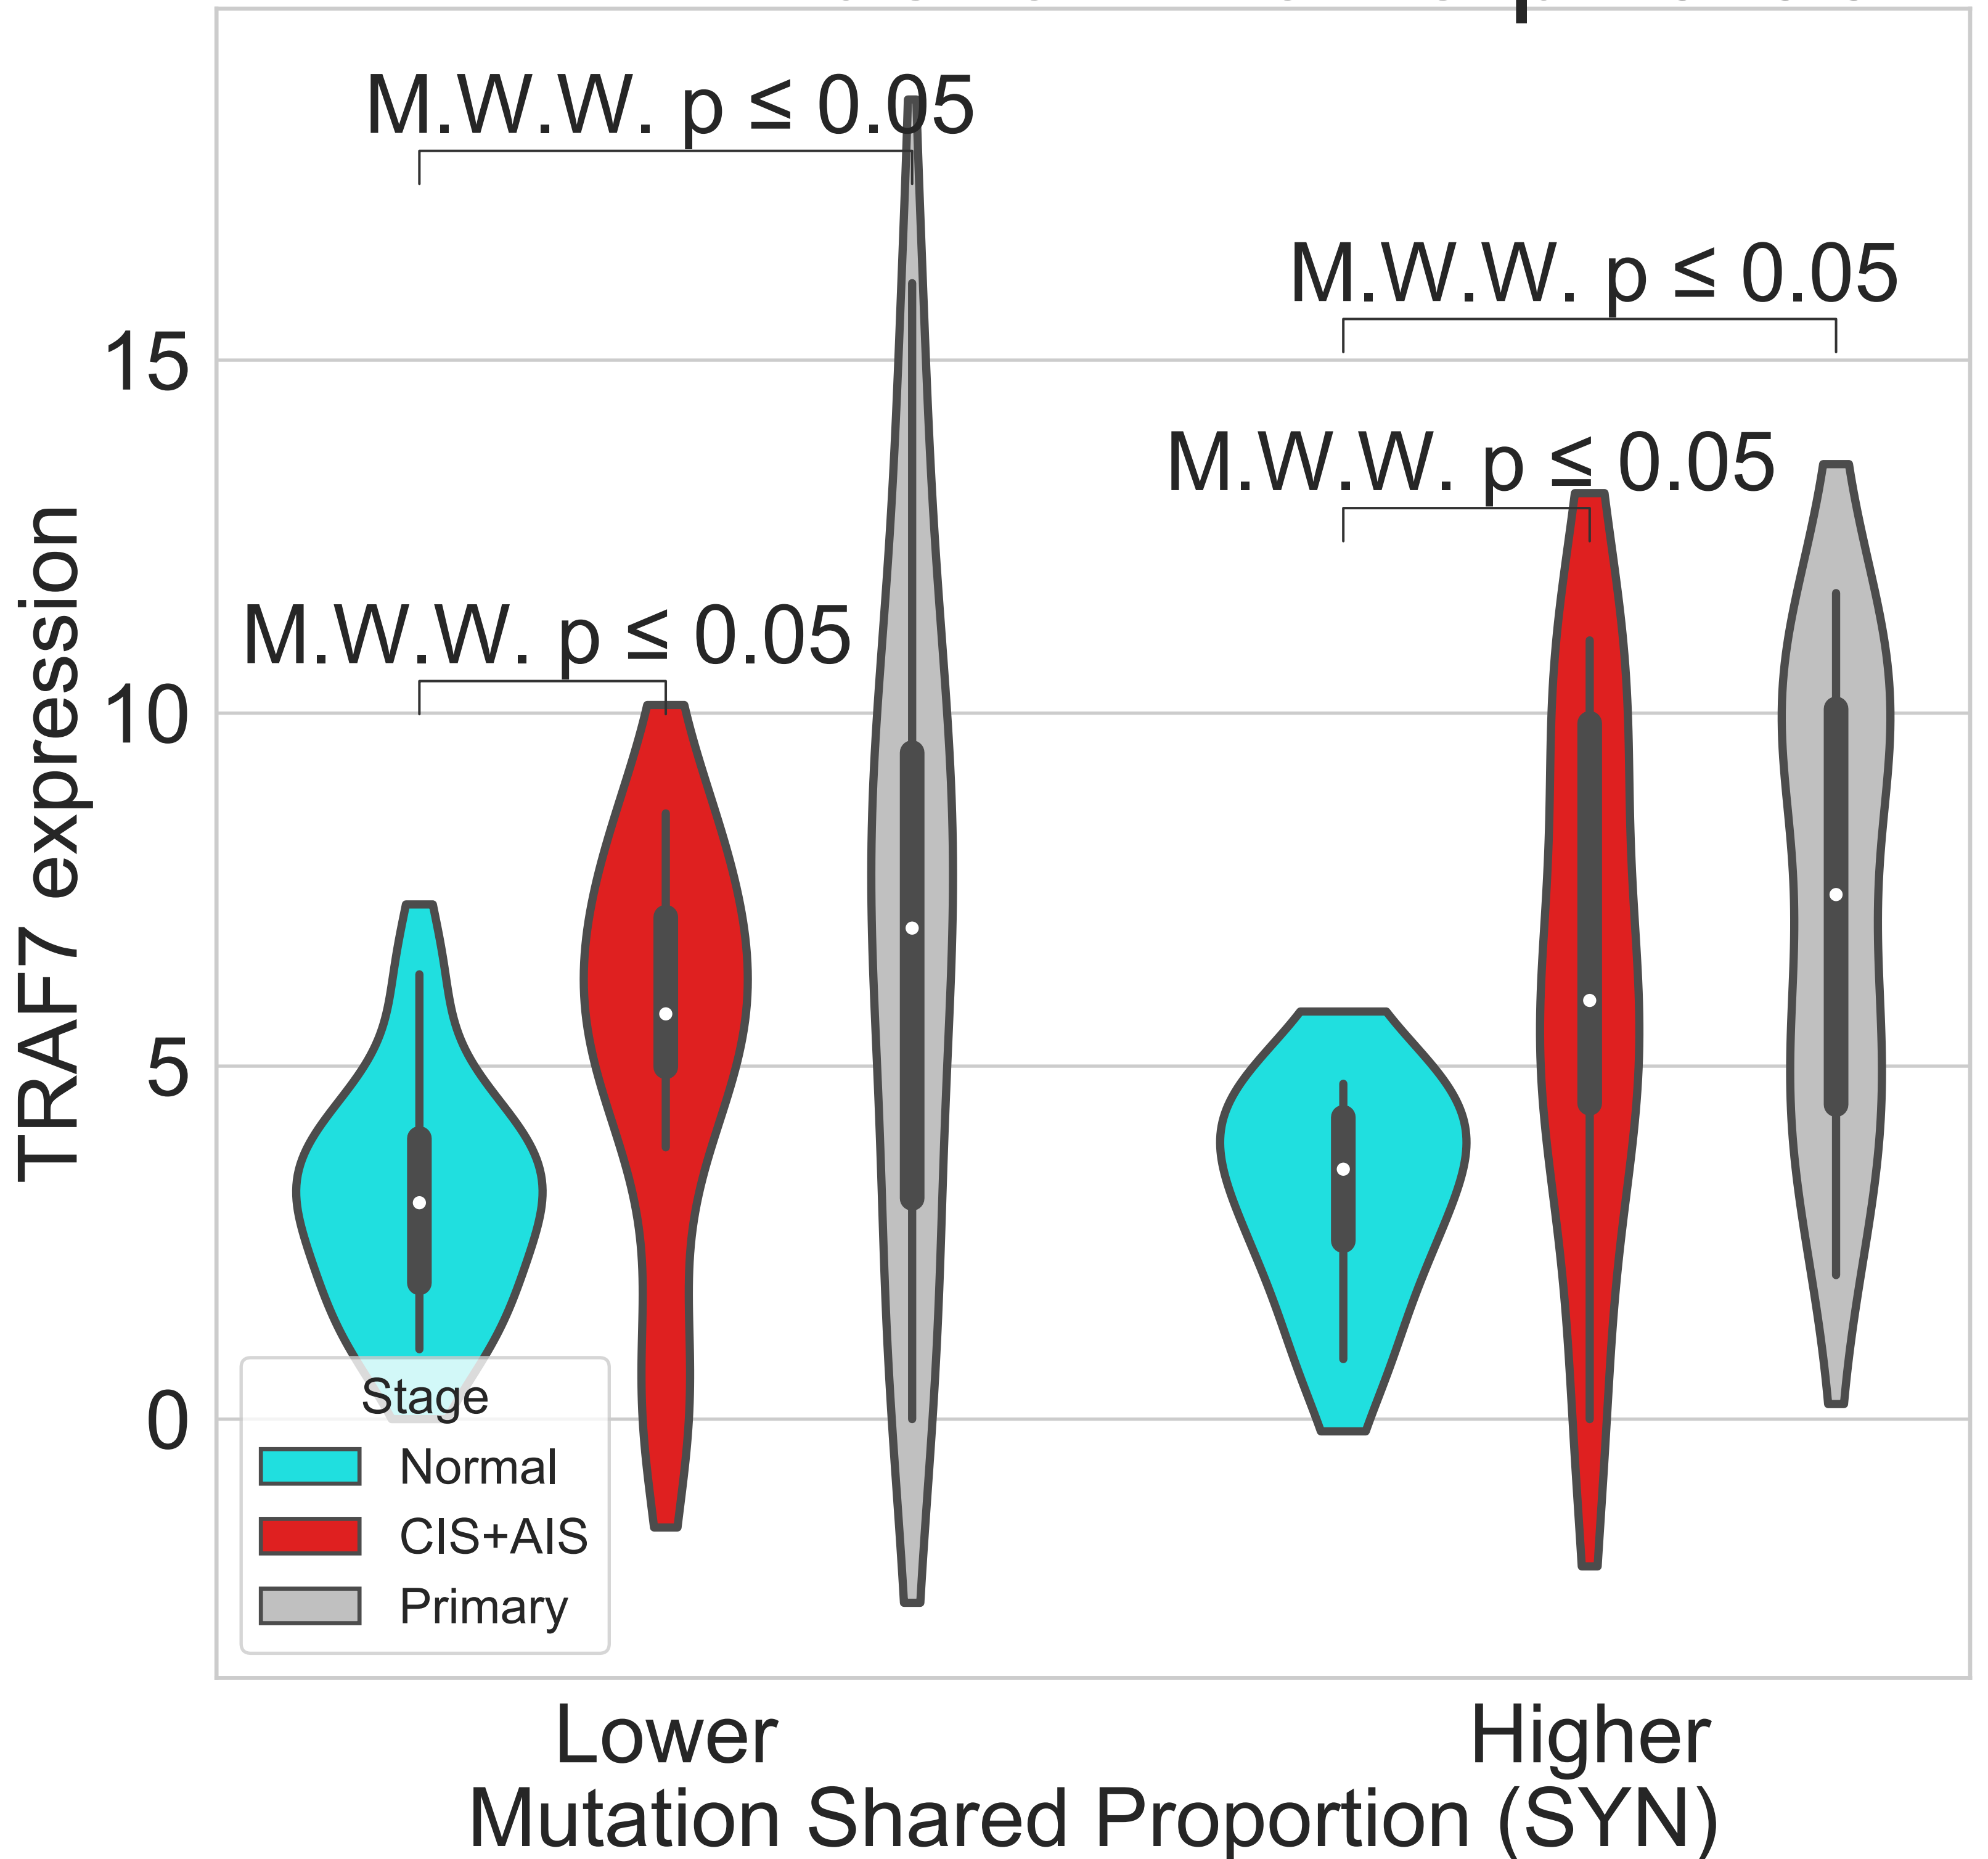 M.W.W. p ≤ 0.05
M.W.W. p ≤ 0.05
M.W.W. p ≤ 0.05
M.W.W. p ≤ 0.05
15
10
5
0
TRAF7 expression
Stage
Normal
CIS+AIS
Primary
Lower
Higher
Mutation Shared Proportion (SYN)